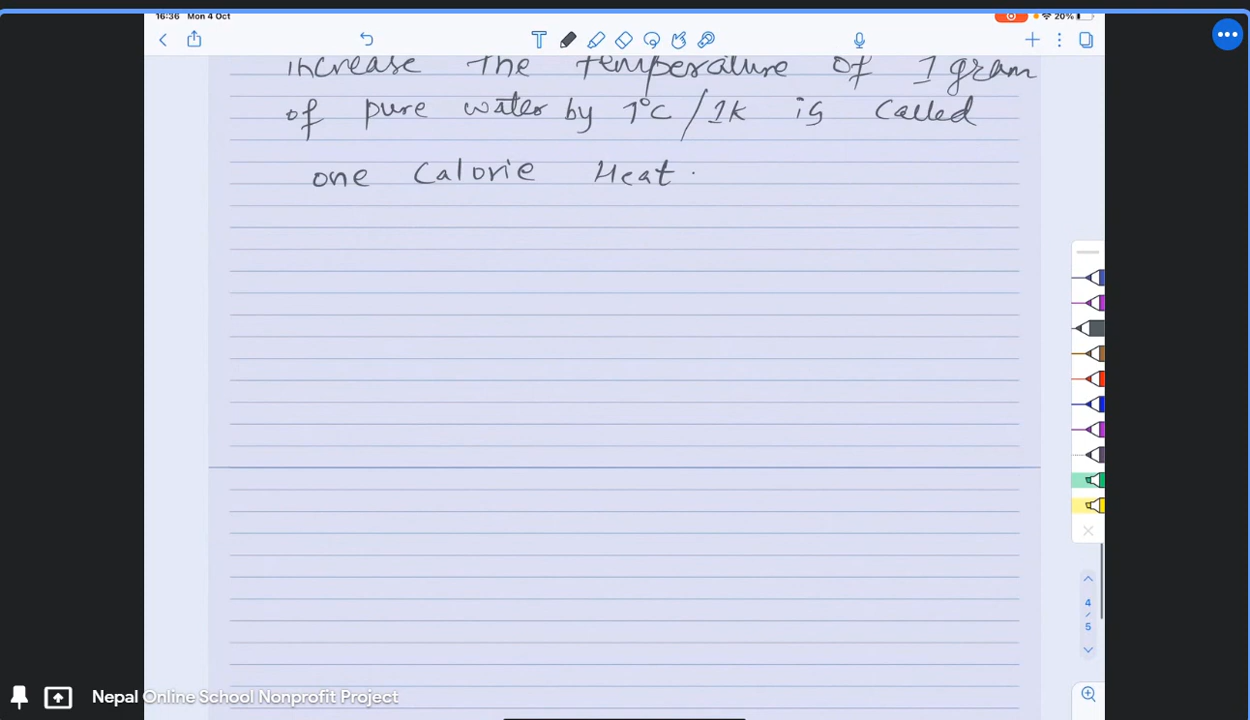 16:36 Mon 4 Oct
20%
increase The temperature of 1 gram
of pure water by 1°C /1k is called
one Calorie Heat.
4
/
5
Nepal Online School Nonprofit Project